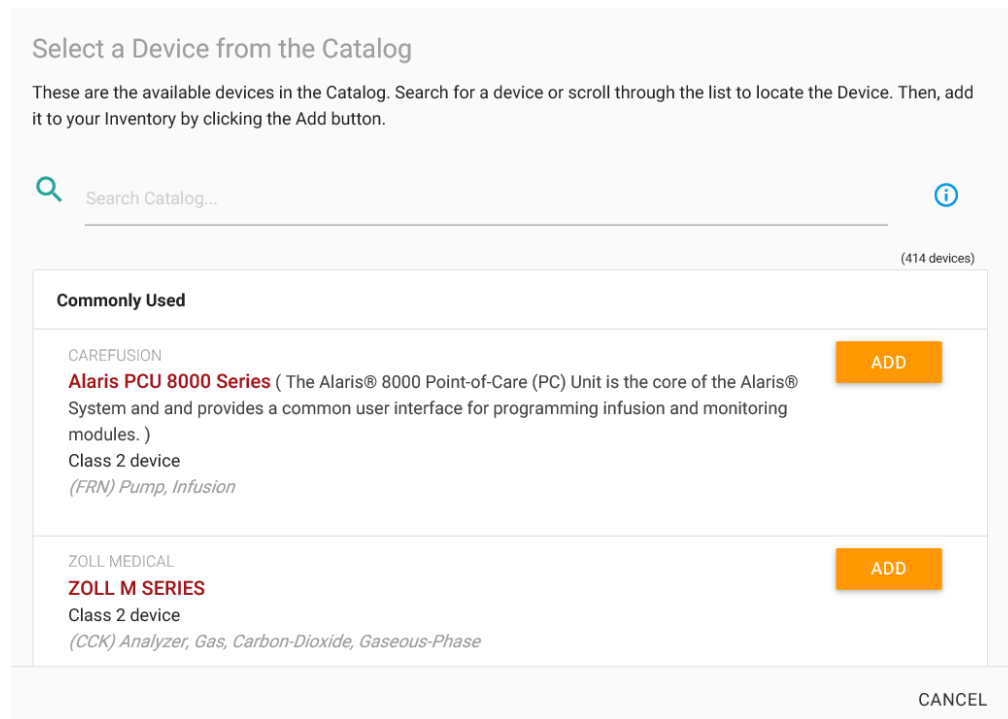 Select a Device from the Catalog
These are the available devices in the Catalog. Search for a device or scroll through the list to locate the Device. Then, add
it to your Inventory by clicking the Add button.
Search Catalog...
(414 devices)
Commonly Used
CAREFUSION
ADD
Alaris PCU 8000 Series ( The Alaris® 8000 Point-of-Care (PC) Unit is the core of the Alaris®
System and and provides a common user interface for programming infusion and monitoring
modules. )
Class 2 device
(FRN) Pump, Infusion
ZOLL MEDICAL
ADD
ZOLL M SERIES
Class 2 device
(CCK) Analyzer, Gas, Carbon-Dioxide, Gaseous-Phase
CANCEL